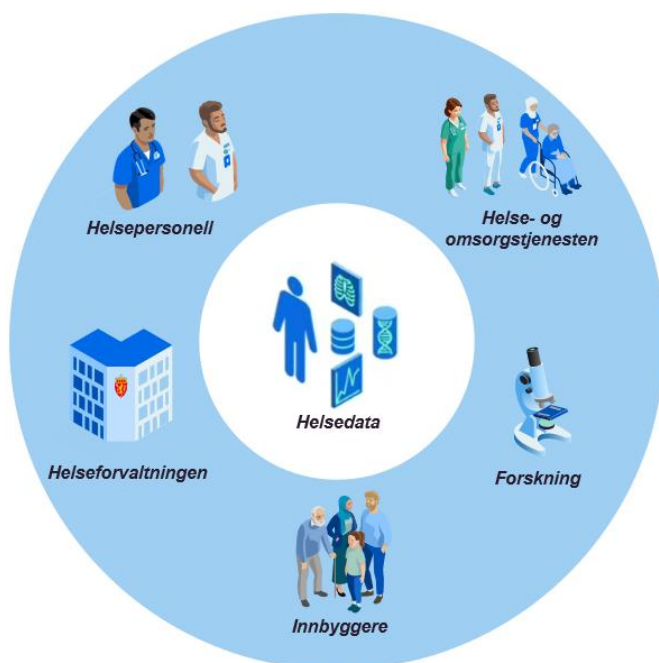 Helsepersonell
Helse- og
omsorgstjenesten
Helsedata
Helseforvaltningen
Forskning
Innbyggere